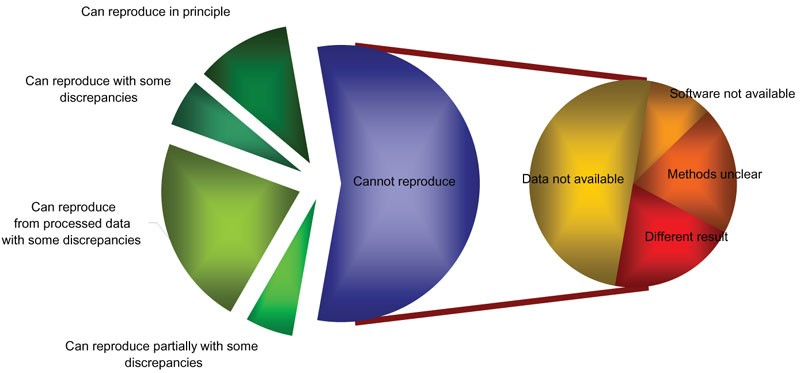 Can reproduce in principle
Can reproduce with some
discrepancies
Can reproduce
from processed data
with some discrepancies
Can reproduce partially with some
discrepancies
Cannot reproduce
Software not available
Data not available
Methods unclear
Different result